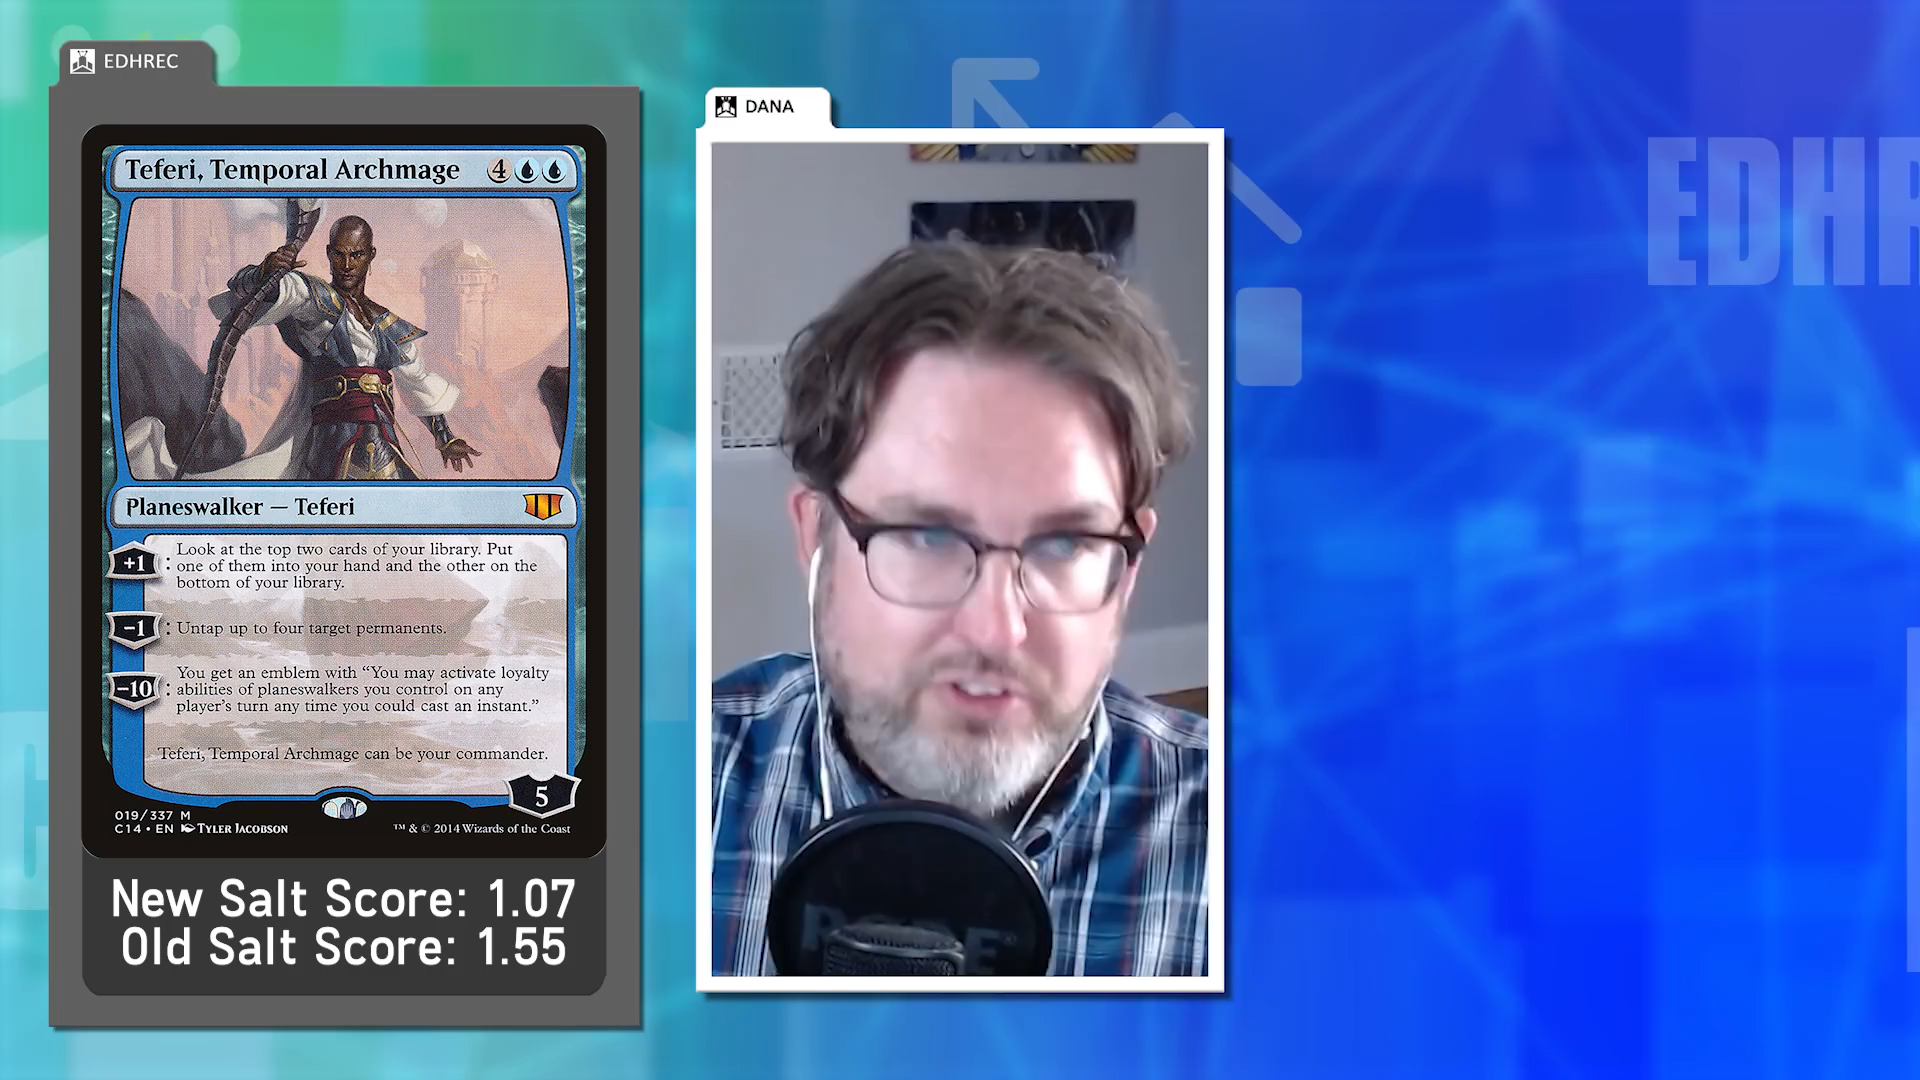 EDHREC
Teferi, Temporal Archmage 4
Planeswalker — Teferi
+1 : Look at the top two cards of your library. Put
one of them into your hand and the other on the
bottom of your library.
−1 : Untap up to four target permanents.
−10 : You get an emblem with “You may activate loyalty
abilities of planeswalkers you control on any
player’s turn any time you could cast an instant.”
Teferi, Temporal Archmage can be your commander.
5
019/337 M
C14 • EN Tyler Jacobson
™ & © 2014 Wizards of the Coast
New Salt Score: 1.07
Old Salt Score: 1.55
DANA
EDHR